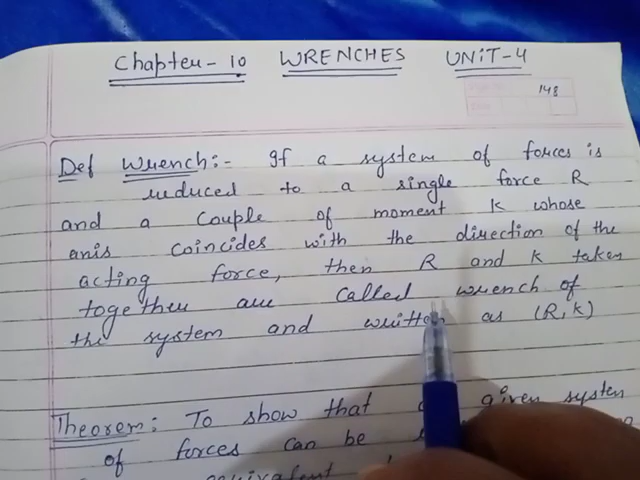 Chapter-10 WRENCHES UNIT-4
148
Def Wrench:- If a system of forces is
reduced to a single force R
and a couple of moment K whose
axis coincides with the direction of the
acting force, then R and K taken
together are called wrench of
the system and written as (R,K)
Theorem: To show that a given system
of forces can be
equivalent